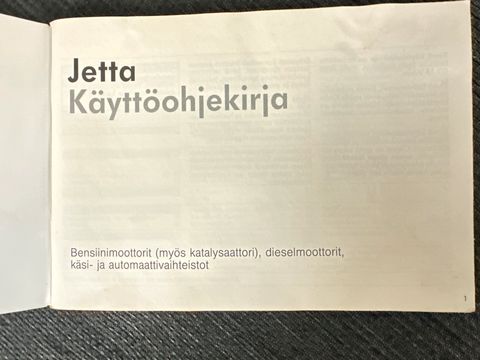 Jetta
Käyttöohjekirja
Bensiinimoottorit (myös katalysaattori), dieselmoottorit,
käsi- ja automaattivaihteistot
1